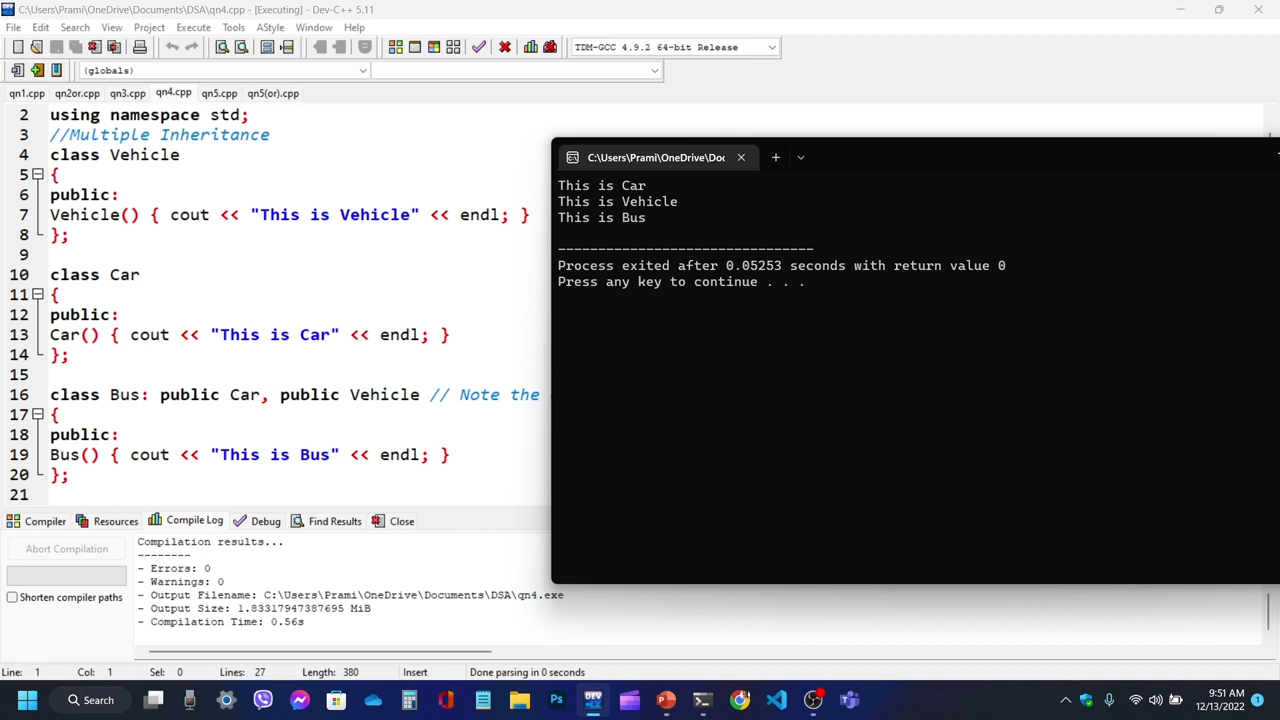 C:\Users\Prami\OneDrive\Documents\DSA\qn4.cpp - [Executing] - Dev-C++ 5.11
File Edit Search View Project Execute Tools AStyle Window Help
TDM-GCC 4.9.2 64-bit Release
(globals)
qn1.cpp qn2or.cpp qn3.cpp qn4.cpp qn5.cpp qn5(or).cpp
2 using namespace std;
3 //Multiple Inheritance
4 class Vehicle
5 {
6 public:
7 Vehicle() { cout << "This is Vehicle" << endl; }
8 };
9
10 class Car
11 {
12 public:
13 Car() { cout << "This is Car" << endl; }
14 };
15
16 class Bus: public Car, public Vehicle // Note the
17 {
18 public:
19 Bus() { cout << "This is Bus" << endl; }
20 };
21
C:\Users\Prami\OneDrive\Doc
This is Car
This is Vehicle
This is Bus
--------------------------------
Process exited after 0.05253 seconds with return value 0
Press any key to continue . . .
Compiler Resources Compile Log Debug Find Results Close
Abort Compilation
Shorten compiler paths
Compilation results...
--------
- Errors: 0
- Warnings: 0
- Output Filename: C:\Users\Prami\OneDrive\Documents\DSA\qn4.exe
- Output Size: 1.83317947387695 MiB
- Compilation Time: 0.56s
Line: 1 Col: 1 Sel: 0 Lines: 27 Length: 380 Insert Done parsing in 0 seconds
Search
Ps
DEV
9:51 AM
12/13/2022
1